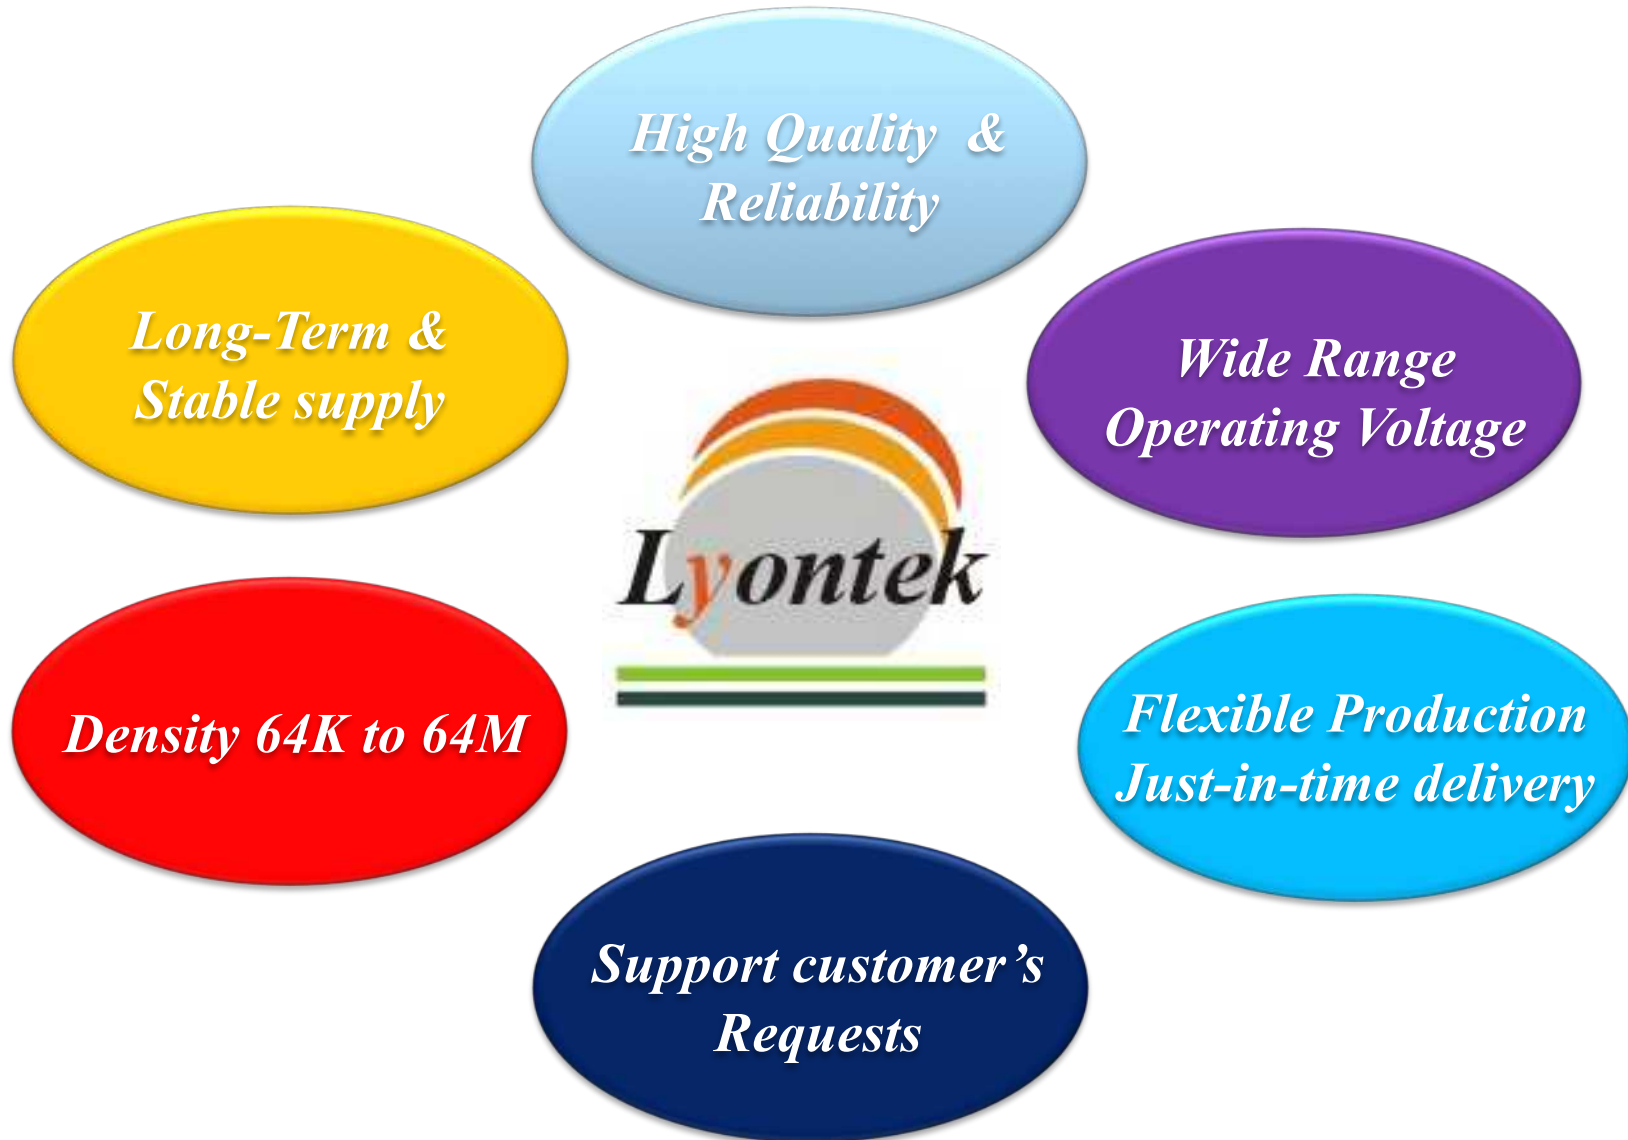 High Quality & 
Reliability
Long-Term &
Stable supply
Wide Range
Operating Voltage
Lyontek
Density 64K to 64M
Flexible Production
Just-in-time delivery
Support customer’s
Requests